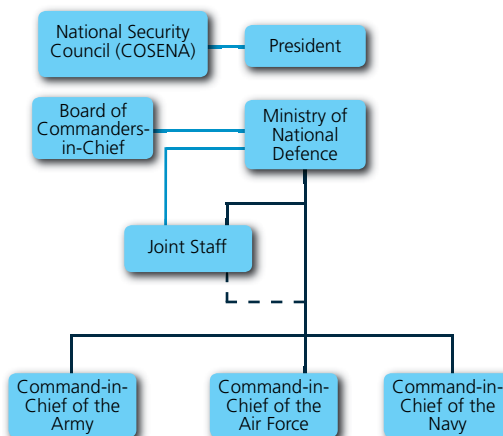 National Security
Council (COSENA)
President
Board of
Commanders-
in-Chief
Ministry of
National
Defence
Joint Staff
Command-in-
Chief of the
Army
Command-in-
Chief of the
Air Force
Command-in-
Chief of the
Navy